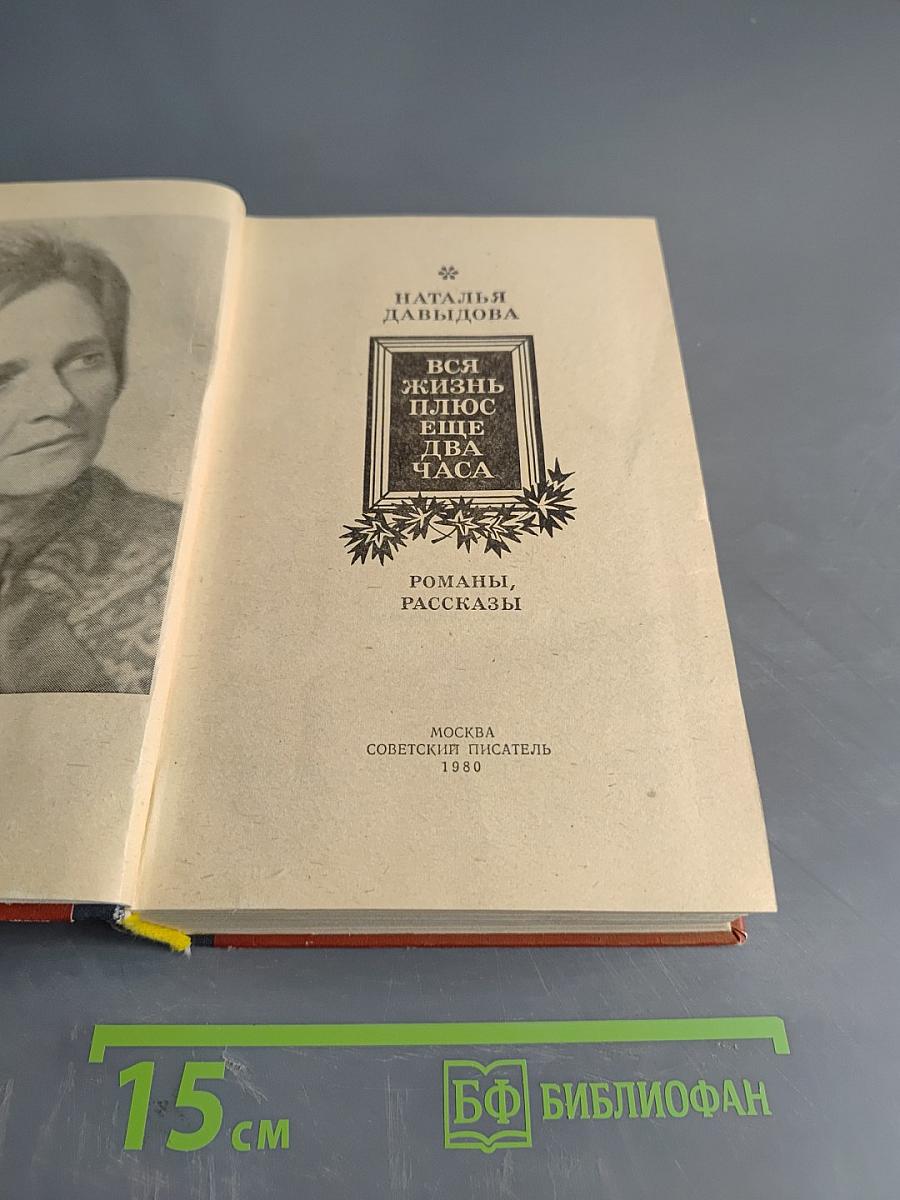 *
НАТАЛЬЯ
ДАВЫДОВА
ВСЯ
ЖИЗНЬ
ПЛЮС
ЕЩЕ
ДВА
ЧАСА
РОМАНЫ,
РАССКАЗЫ
МОСКВА
СОВЕТСКИЙ ПИСАТЕЛЬ
1980
15 см
БФ БИБЛИОФАН